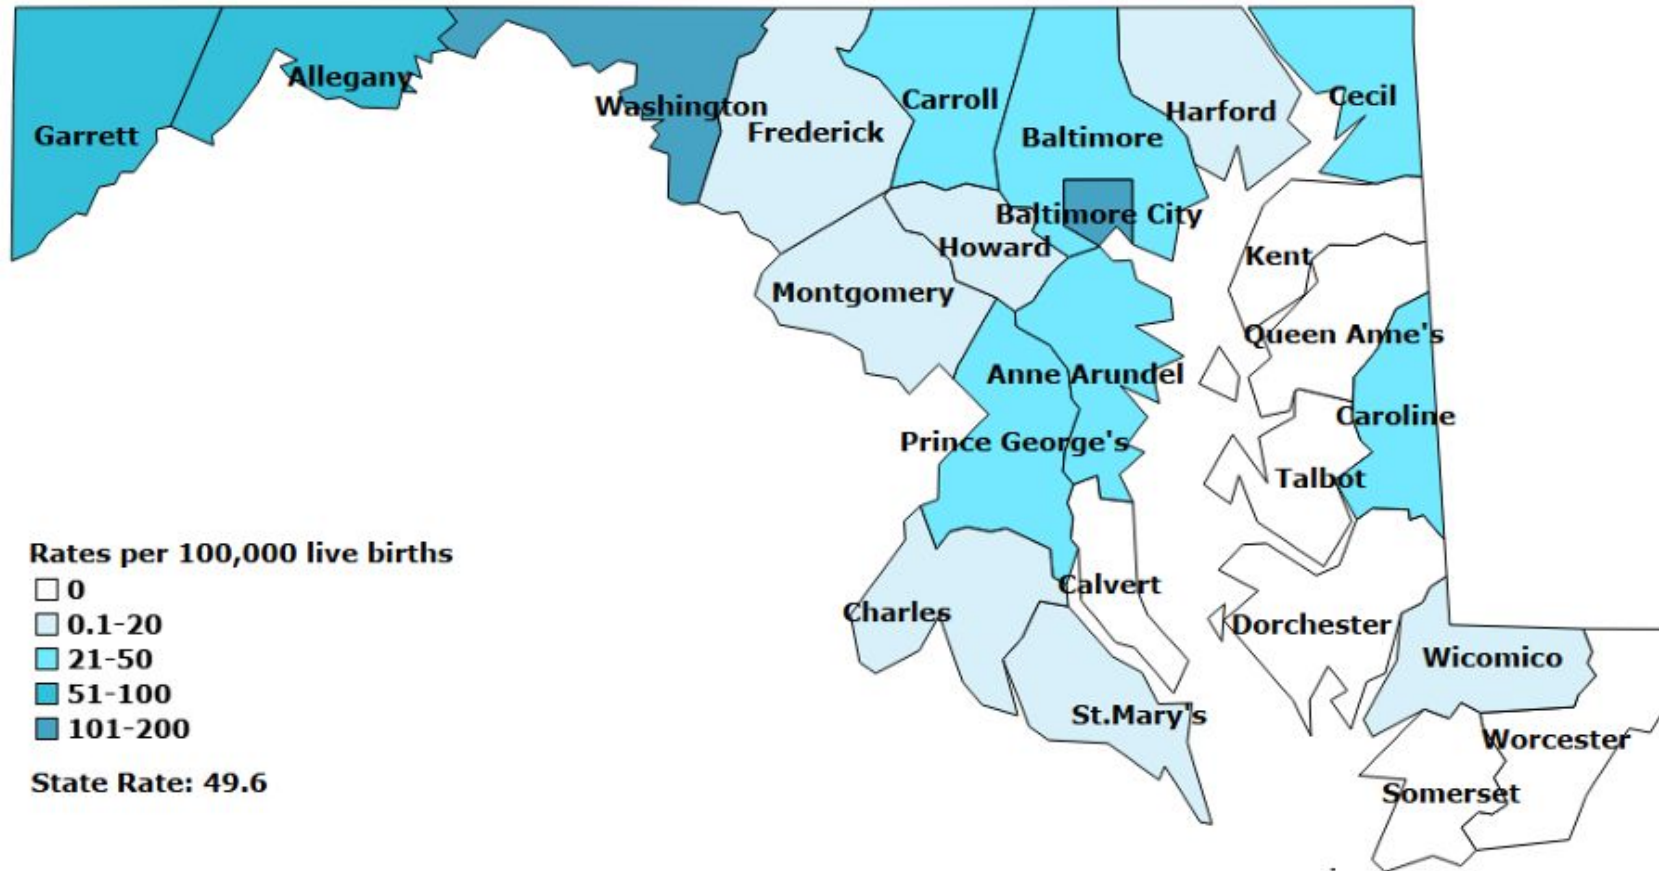 Garrett
Allegany
Washington
Frederick
Carroll
Baltimore
Harford
Cecil
Baltimore City
Howard
Montgomery
Kent
Queen Anne's
Anne Arundel
Caroline
Prince George's
Talbot
Calvert
Charles
Dorchester
Wicomico
St.Mary's
Worcester
Somerset
Rates per 100,000 live births
0
0.1-20
21-50
51-100
101-200
State Rate: 49.6